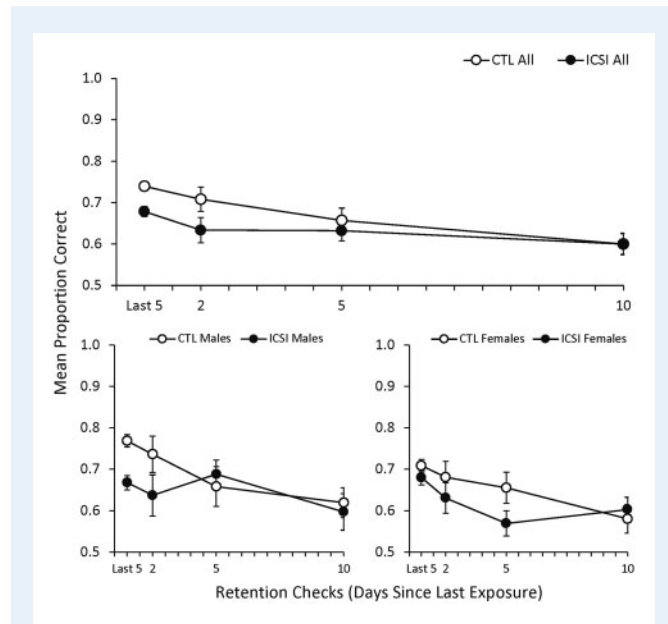 CTL All ICSI All
1.0
0.9
0.8
0.7
0.6
0.5
Last 5 2 5 10
Mean Proportion Correct
CTL Males ICSI Males
1.0
0.9
0.8
0.7
0.6
0.5
Last 5 2 5 10
CTL Females ICSI Females
1.0
0.9
0.8
0.7
0.6
0.5
Last 5 2 5 10
Retention Checks (Days Since Last Exposure)